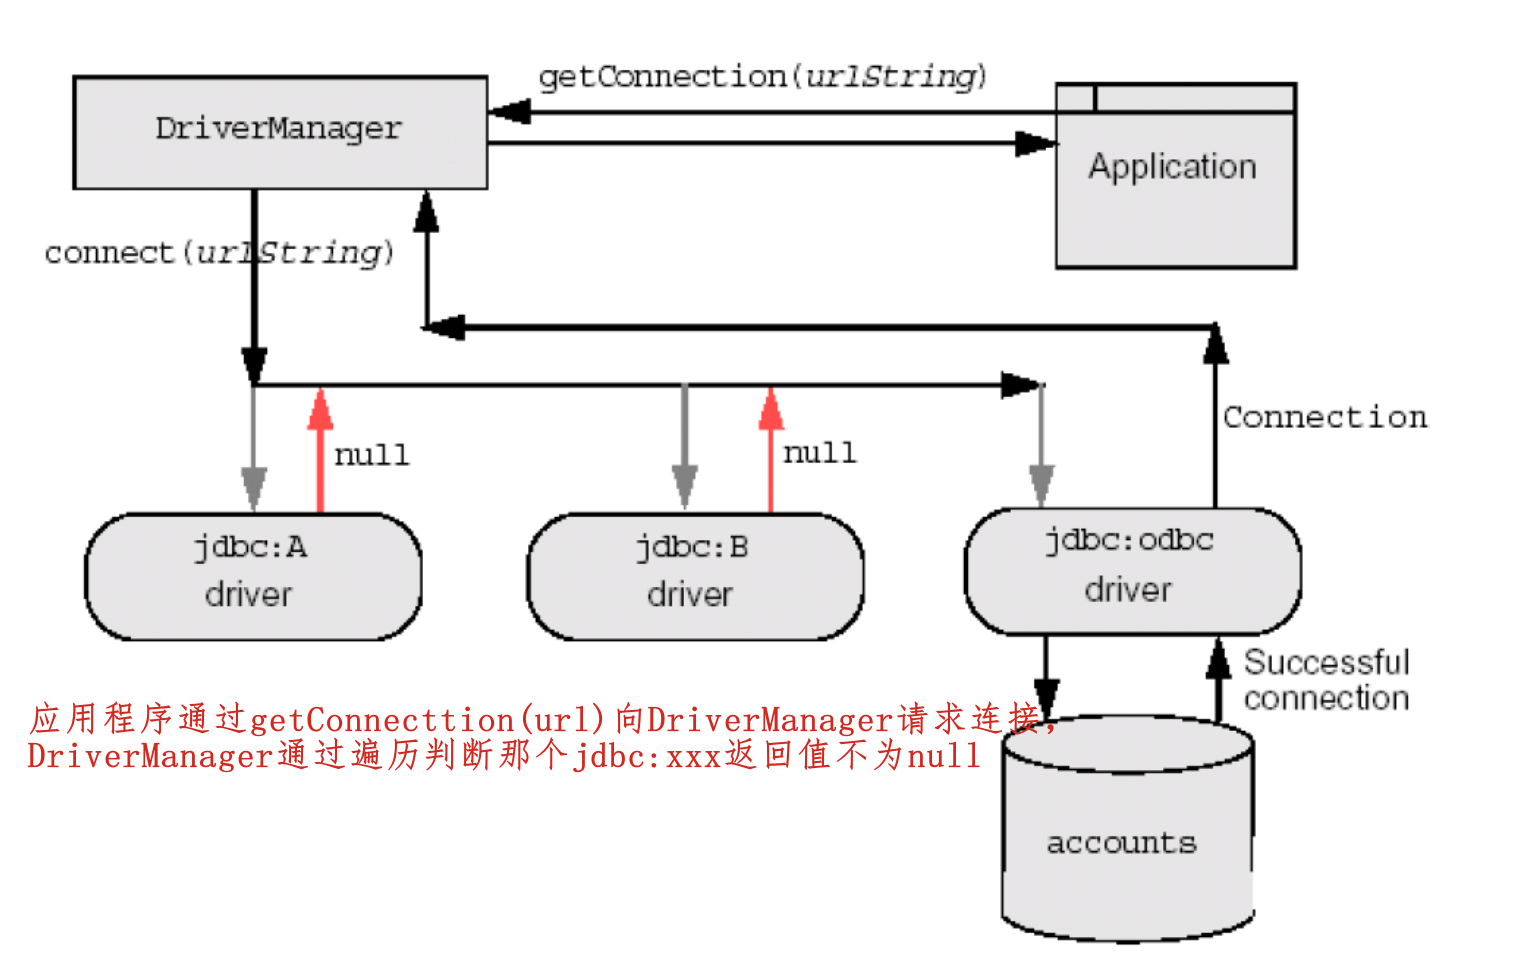 getConnection(urlString)
DriverManager
Application
connect(urlString)
Connection
null
null
jdbc:A
driver
jdbc:B
driver
jdbc:odbc
driver
Successful
connection
应用程序通过getConnecttion(url)向DriverManager请求连接，
DriverManager通过遍历判断那个jdbc:xxx返回值不为null
accounts